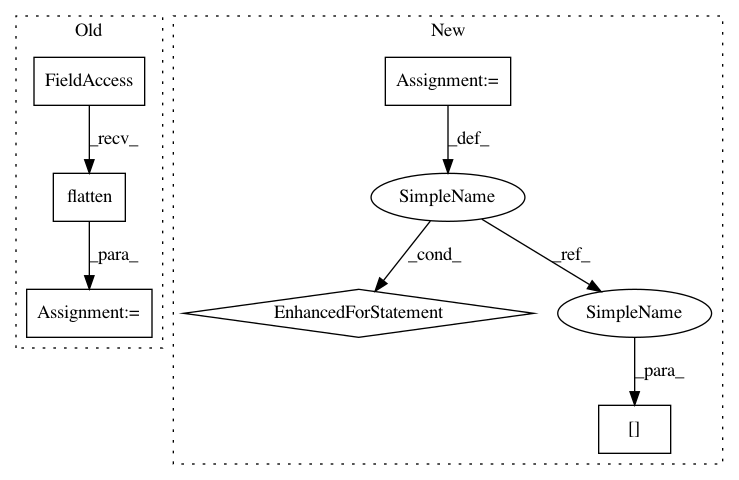 Old
New
FieldAccess
Assignment:=
_recv_
_def_
flatten
SimpleName
_para_
_cond_
_ref_
Assignment:=
EnhancedForStatement
SimpleName
_para_
[]